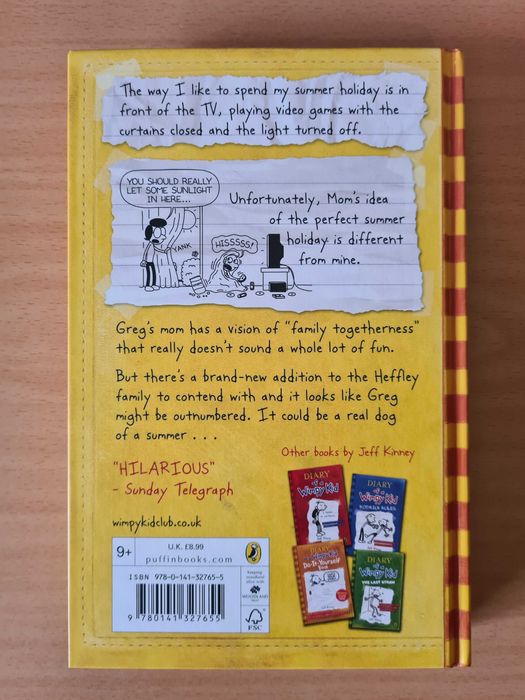 The way I like to spend my summer holiday is in
front of the TV, playing video games with the
curtains closed and the light turned off.
YOU SHOULD REALLY
LET SOME SUNLIGHT
IN HERE...
YANK
HISSSSS!
Unfortunately, Mom's idea
of the perfect summer
holiday is different
from mine.
Greg's mom has a vision of "family togetherness"
that really doesn't sound a whole lot of fun.
But there's a brand-new addition to the Heffley
family to contend with and it looks like Greg
might be outnumbered. It could be a real dog
of a summer . . .
"HILARIOUS"
- Sunday Telegraph
wimpykidclub.co.uk
Other books by Jeff Kinney
DIARY
of a
Wimpy Kid
DIARY
of a
Wimpy Kid
RODRICK RULES
DIARY
of a
Wimpy Kid
Do-It-Yourself
Book
DIARY
of a
Wimpy Kid
THE LAST STRAW
9+
U.K. £8.99
puffinbooks.com
ISBN 978-0-141-32765-5
9 780141 327655
FSC